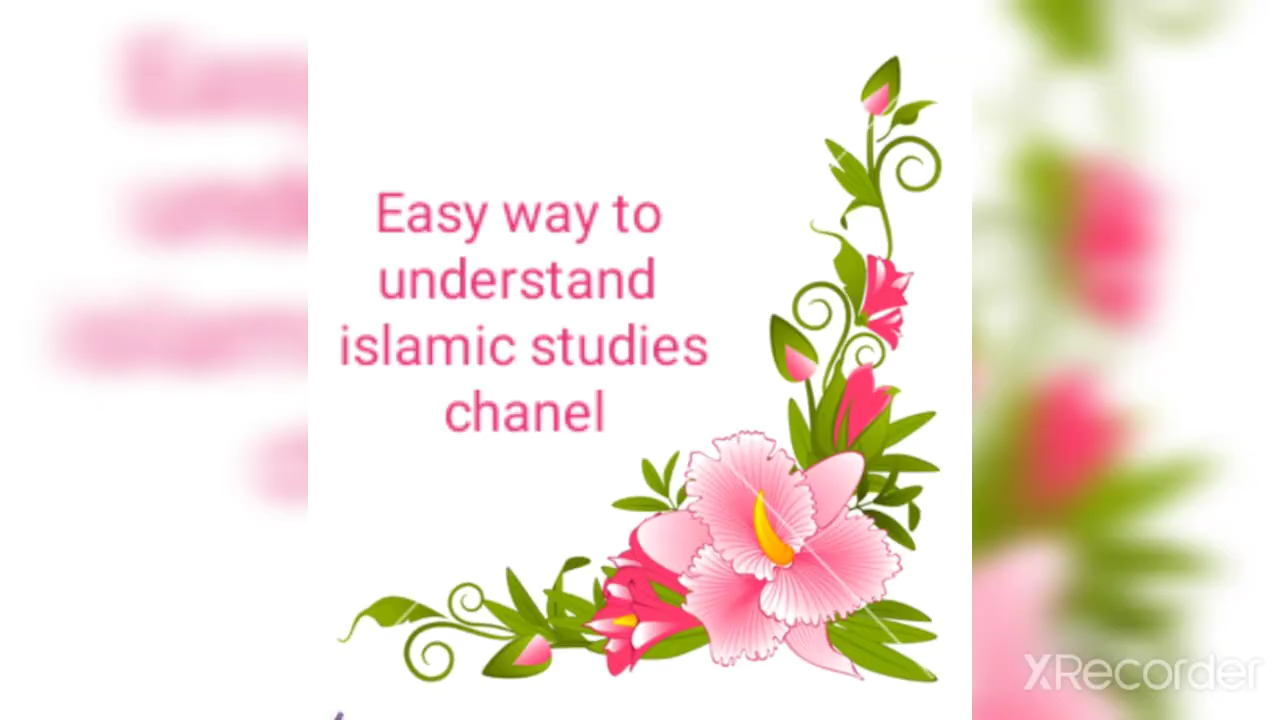 Easy way to
understand
islamic studies
chanel
XRecorder